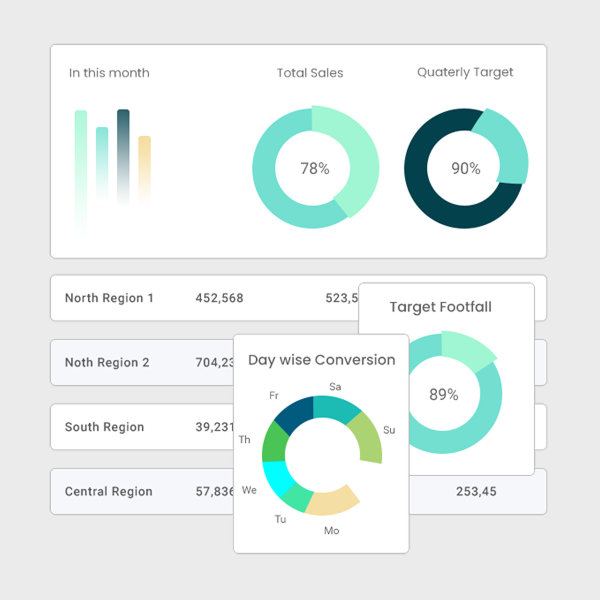 In this month
Total Sales
Quaterly Target
78%
90%
North Region 1 452,568 523,5
Target Footfall
Noth Region 2 704,23
Day wise Conversion
89%
Sa
Fr
Su
South Region 39,231
Th
We
Central Region 57,836 253,45
Tu
Mo